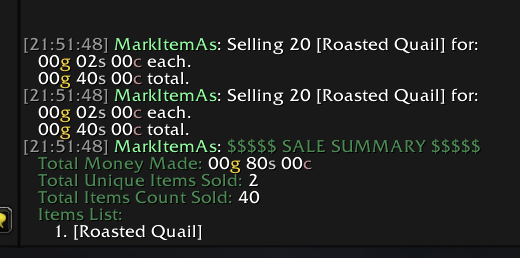 [21:51:48] MarkItemAs: Selling 20 [Roasted Quail] for:
00g 02s 00c each.
00g 40s 00c total.
[21:51:48] MarkItemAs: Selling 20 [Roasted Quail] for:
00g 02s 00c each.
00g 40s 00c total.
[21:51:48] MarkItemAs: $$$$$ SALE SUMMARY $$$$$
Total Money Made: 00g 80s 00c
Total Unique Items Sold: 2
Total Items Count Sold: 40
Items List:
1. [Roasted Quail]